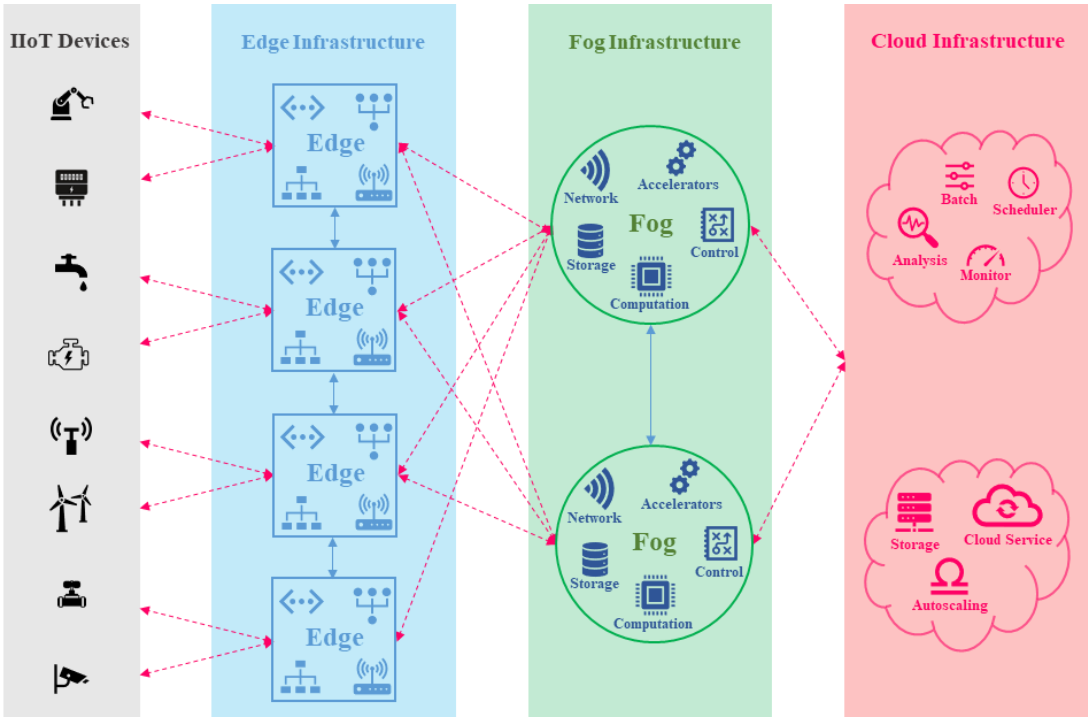 IIoT Devices
Edge Infrastructure
Fog Infrastructure
Cloud Infrastructure
Edge
Edge
Edge
Edge
Accelerators
Network
Fog
Control
Storage
Computation
Accelerators
Network
Fog
Control
Storage
Computation
Batch
Scheduler
Analysis
Monitor
Storage
Cloud Service
Autoscaling